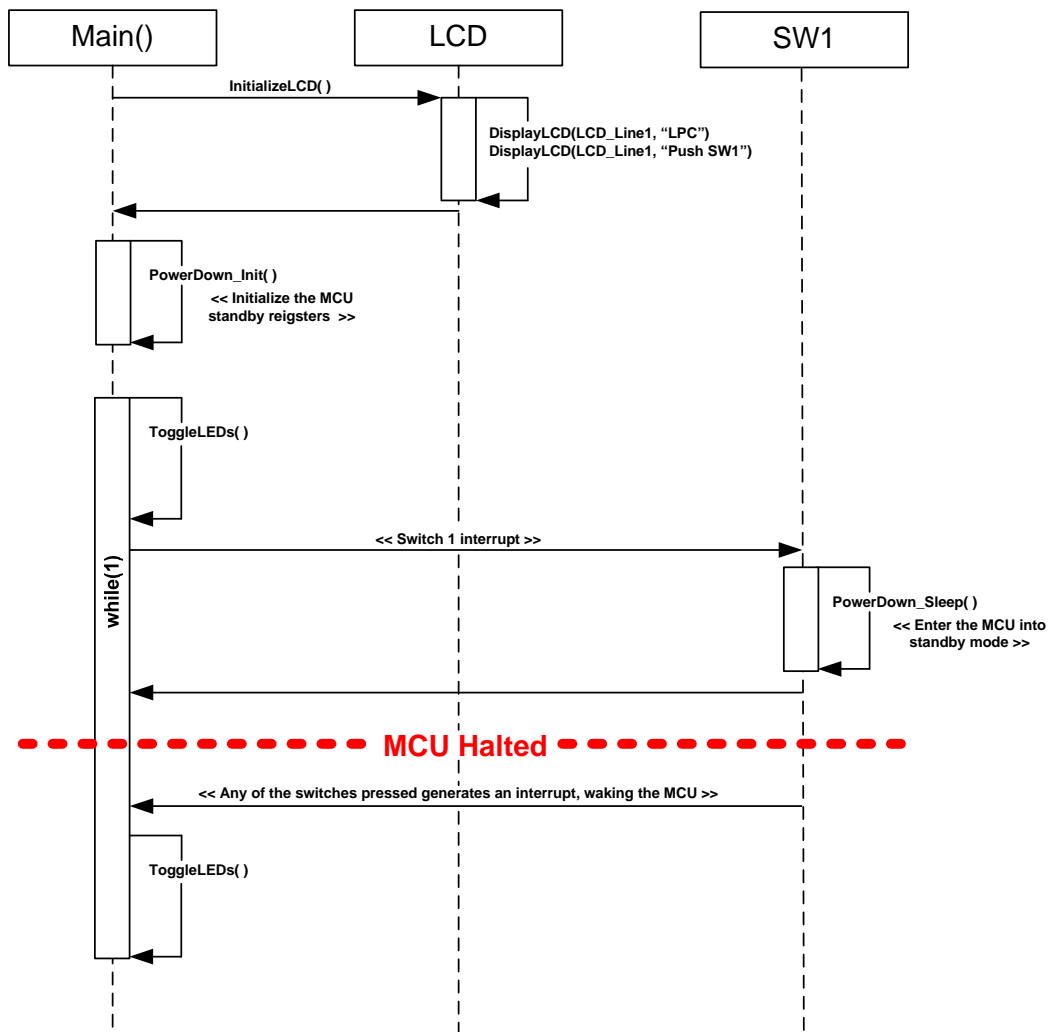 Main()
LCD
SW1
InitializeLCD( )
DisplayLCD(LCD_Line1, “LPC”)
DisplayLCD(LCD_Line1, “Push SW1”)
PowerDown_Init( )
<< Initialize the MCU
standby reigsters  >>
ToggleLEDs( )
<< Switch 1 interrupt >>
while(1)
PowerDown_Sleep( )
<< Enter the MCU into
standby mode >>
MCU Halted
<< Any of the switches pressed generates an interrupt, waking the MCU >>
ToggleLEDs( )